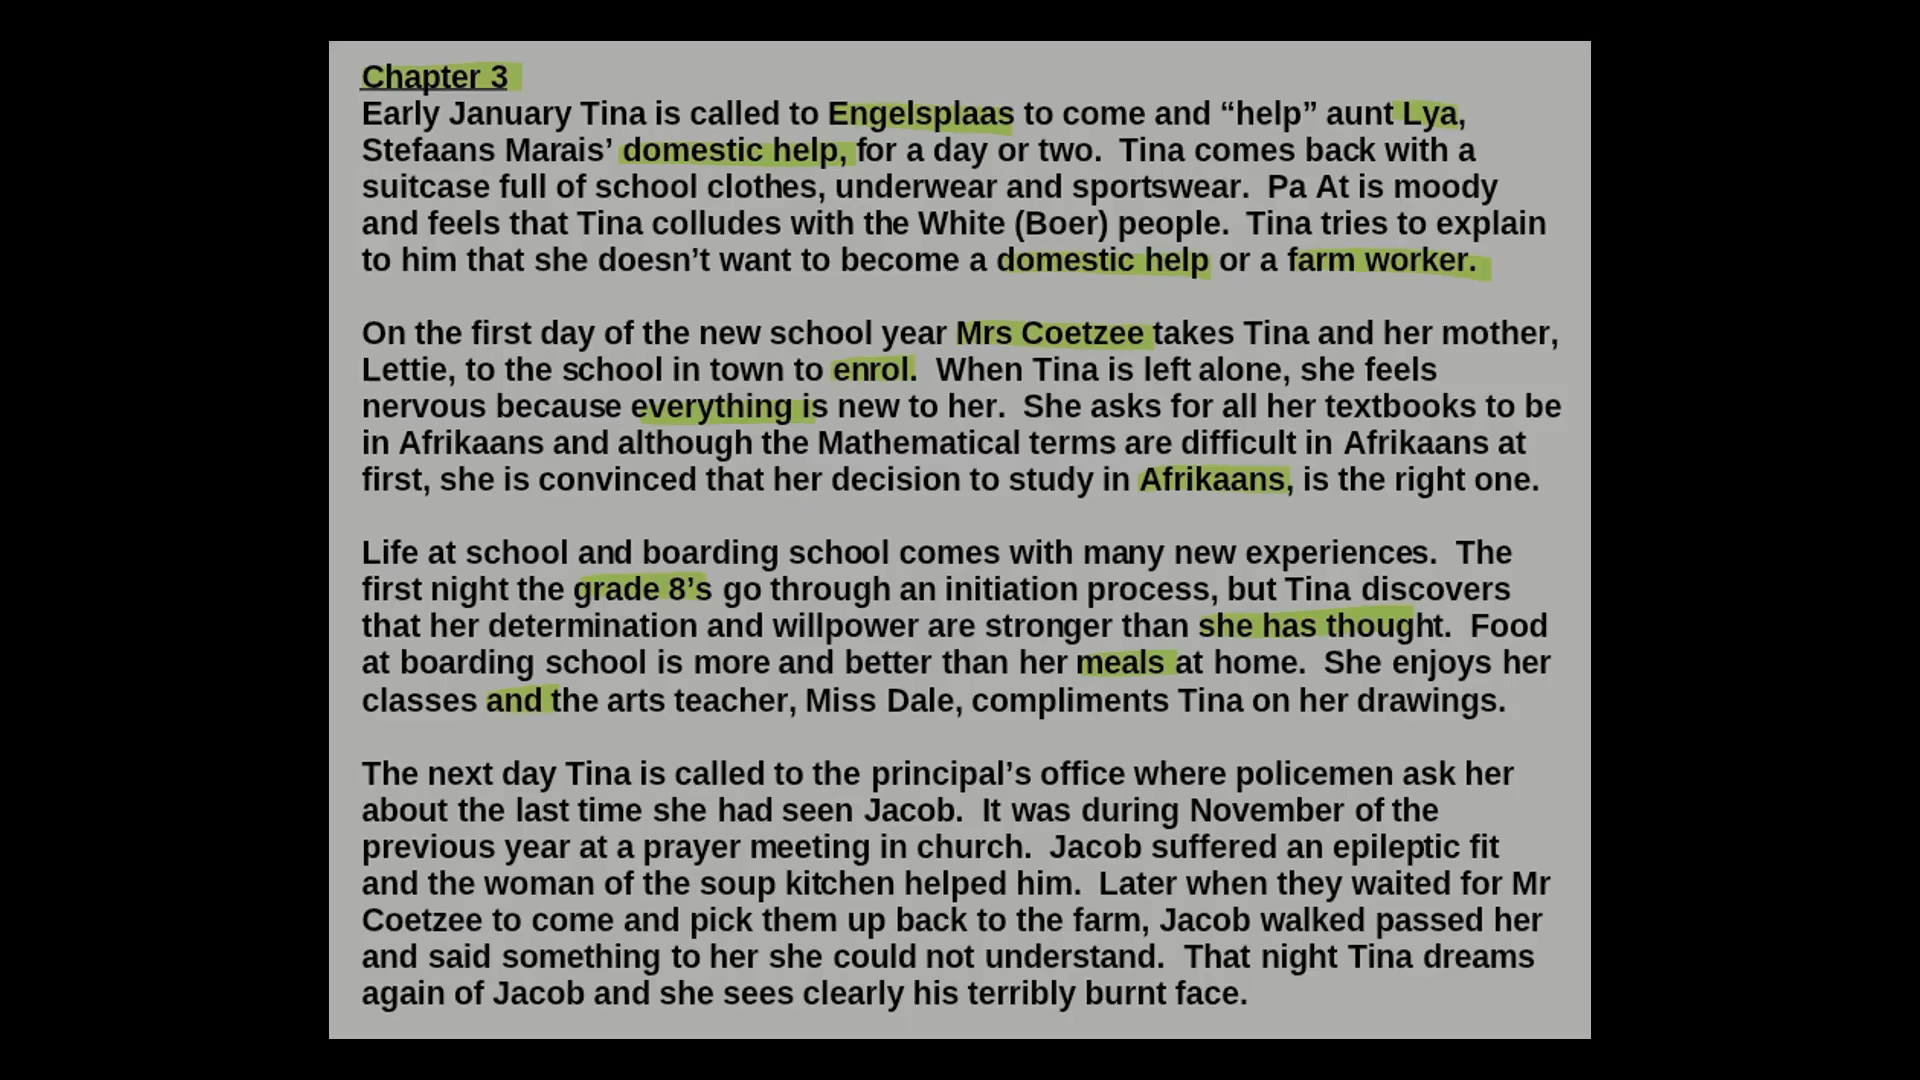 Chapter 3
Early January Tina is called to Engelsplaas to come and “help” aunt Lya,
Stefaans Marais’ domestic help, for a day or two.  Tina comes back with a
suitcase full of school clothes, underwear and sportswear.  Pa At is moody
and feels that Tina colludes with the White (Boer) people.  Tina tries to explain
to him that she doesn’t want to become a domestic help or a farm worker.

On the first day of the new school year Mrs Coetzee takes Tina and her mother,
Lettie, to the school in town to enrol.  When Tina is left alone, she feels
nervous because everything is new to her.  She asks for all her textbooks to be
in Afrikaans and although the Mathematical terms are difficult in Afrikaans at
first, she is convinced that her decision to study in Afrikaans, is the right one.

Life at school and boarding school comes with many new experiences.  The
first night the grade 8’s go through an initiation process, but Tina discovers
that her determination and willpower are stronger than she has thought.  Food
at boarding school is more and better than her meals at home.  She enjoys her
classes and the arts teacher, Miss Dale, compliments Tina on her drawings.

The next day Tina is called to the principal’s office where policemen ask her
about the last time she had seen Jacob.  It was during November of the
previous year at a prayer meeting in church.  Jacob suffered an epileptic fit
and the woman of the soup kitchen helped him.  Later when they waited for Mr
Coetzee to come and pick them up back to the farm, Jacob walked passed her
and said something to her she could not understand.  That night Tina dreams
again of Jacob and she sees clearly his terribly burnt face.